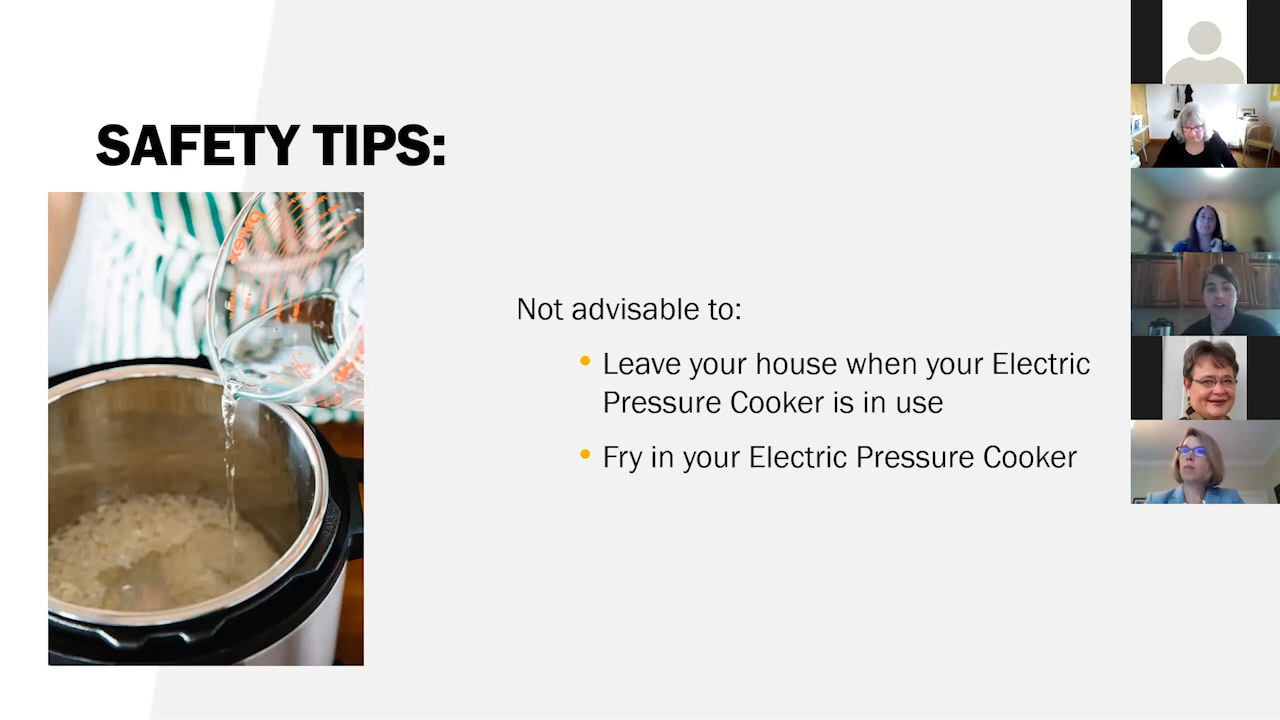 SAFETY TIPS:
Not advisable to:
• Leave your house when your Electric
Pressure Cooker is in use
• Fry in your Electric Pressure Cooker